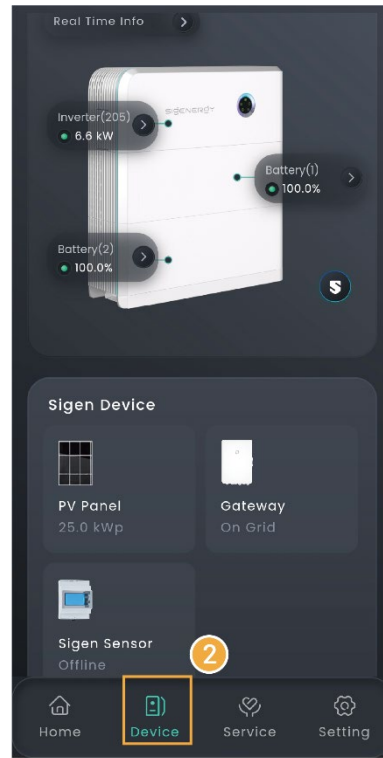 Real Time Info
SIGENERGY
Inverter(205)
6.6 kW
Battery(1)
100.0%
Battery(2)
100.0%
S
Sigen Device
PV Panel
25.0 kWp
Gateway
On Grid
Sigen Sensor
Offline
2
Home
Device
Service
Setting